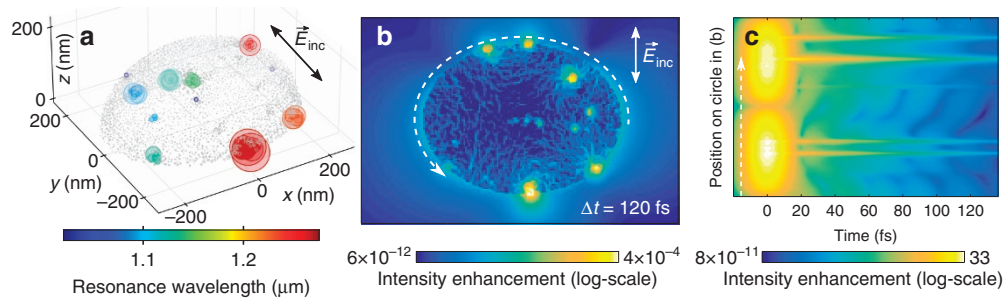 a
E inc
z (nm)
200
100
0
200
0
−200
y (nm)
−200
0
200
x (nm)
1.1
1.2
Resonance wavelength (μm)
b
E inc
Δt = 120 fs
6×10−12
4×10−4
Intensity enhancement (log-scale)
c
Position on circle in (b)
0
20
40
60
80
100
120
Time (fs)
8×10−11
33
Intensity enhancement (log-scale)